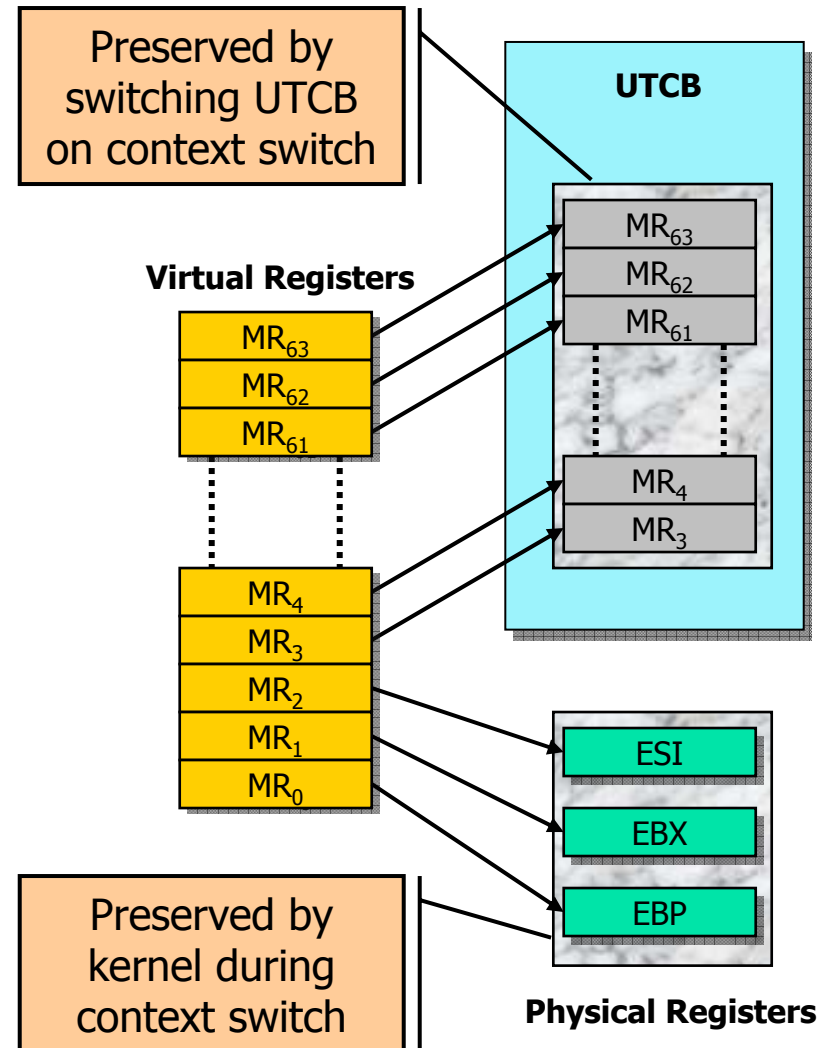 Preserved by
switching UTCB
on context switch
UTCB
MR₆₃
MR₆₂
MR₆₁
MR₄
MR₃
Virtual Registers
MR₆₃
MR₆₂
MR₆₁
MR₄
MR₃
MR₂
MR₁
MR₀
ESI
EBX
EBP
Physical Registers
Preserved by
kernel during
context switch